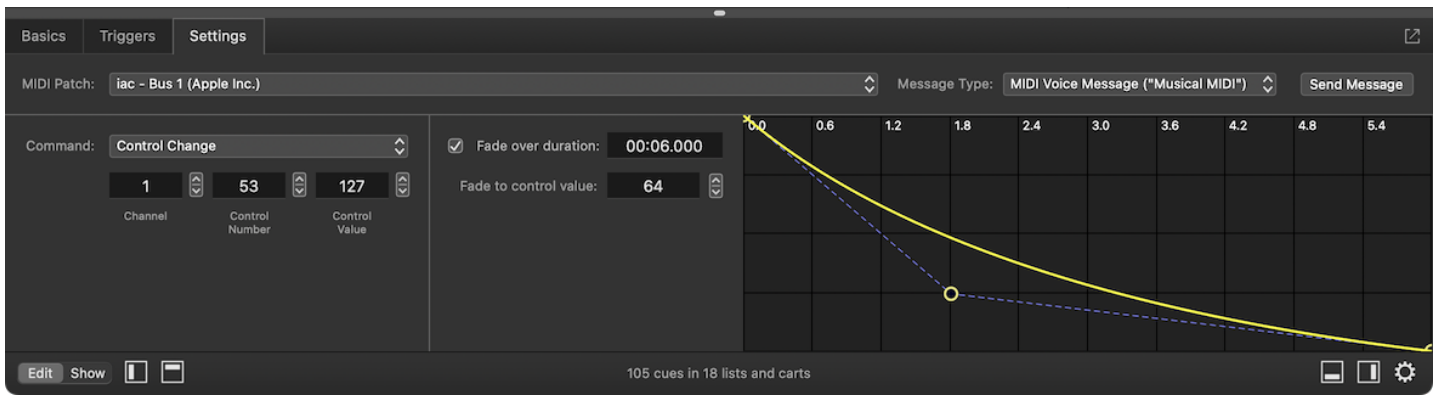 Basics Triggers Settings
MIDI Patch: iac - Bus 1 (Apple Inc.) Message Type: MIDI Voice Message ("Musical MIDI") Send Message
Command: Control Change
1 53 127
Channel Control Number Control Value
Fade over duration: 00:06.000
Fade to control value: 64
0.0 0.6 1.2 1.8 2.4 3.0 3.6 4.2 4.8 5.4
Edit Show 105 cues in 18 lists and carts